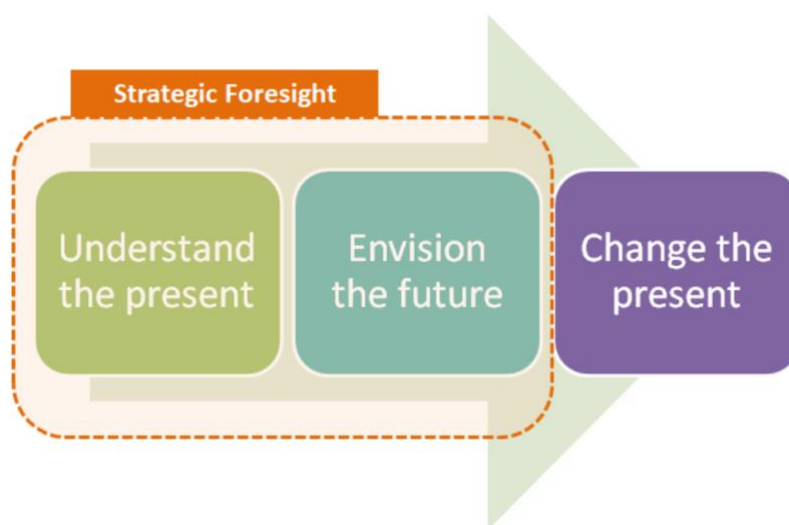 Strategic Foresight
Understand
the present
Envision
the future
Change the
present